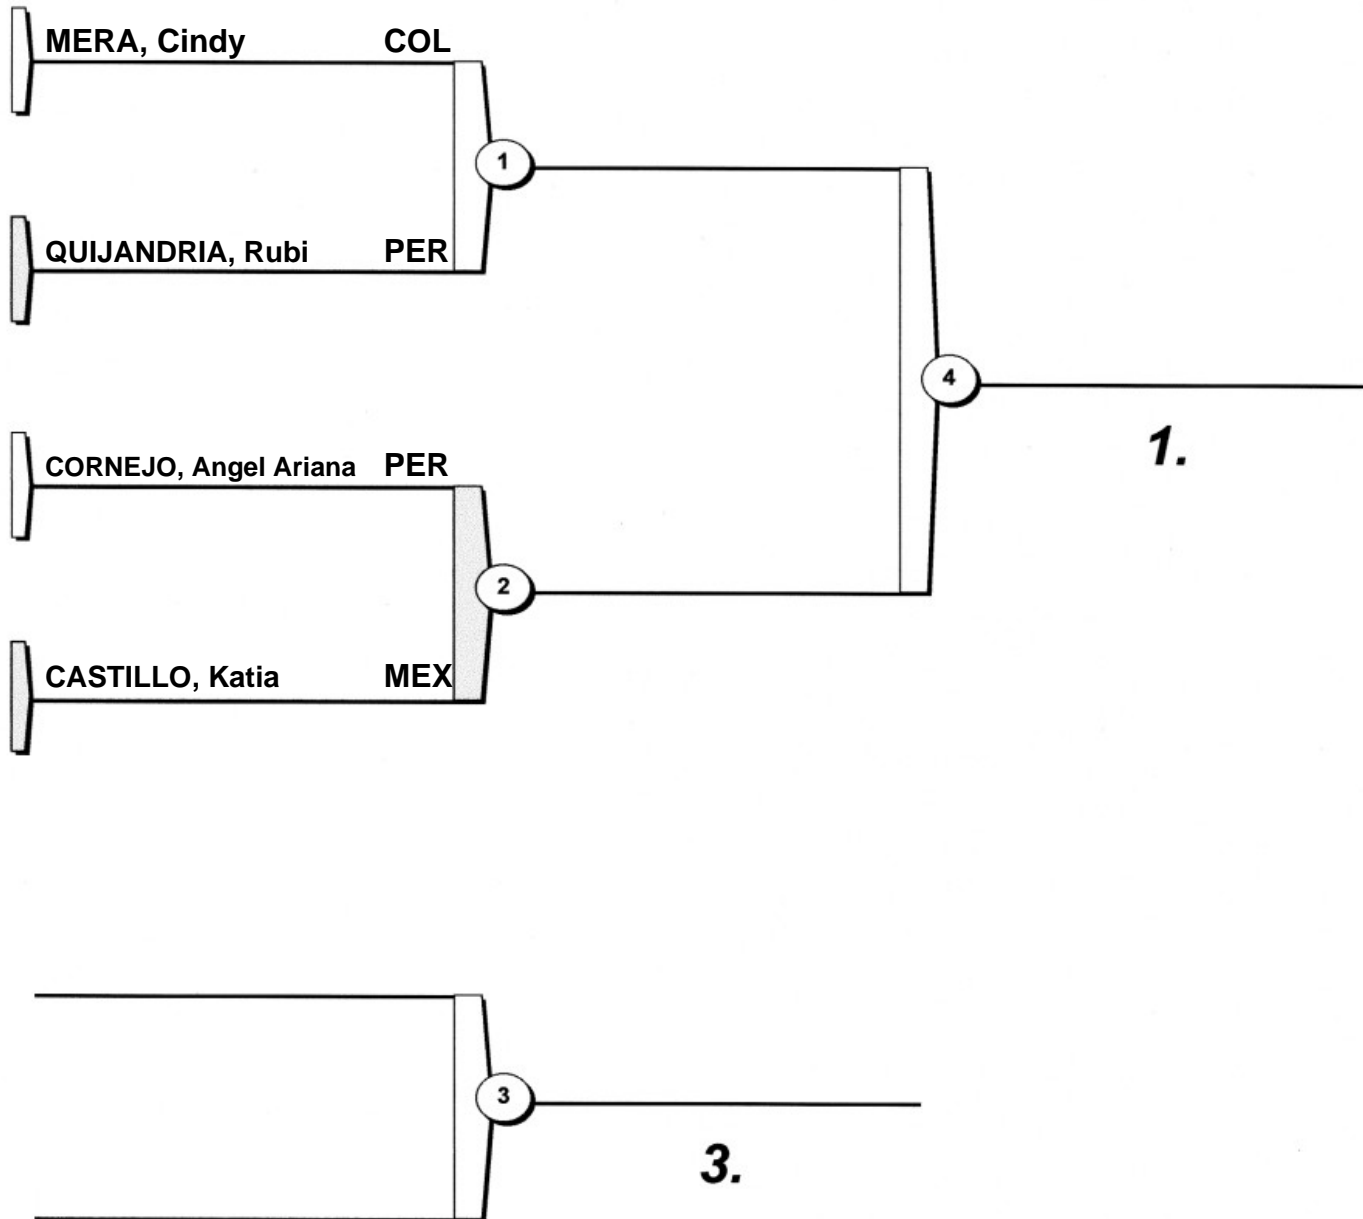 MERA, Cindy COL
1
QUIJANDRIA, Rubi PER
4
1.
CORNEJO, Angel Ariana PER
2
CASTILLO, Katia MEX
3
3.